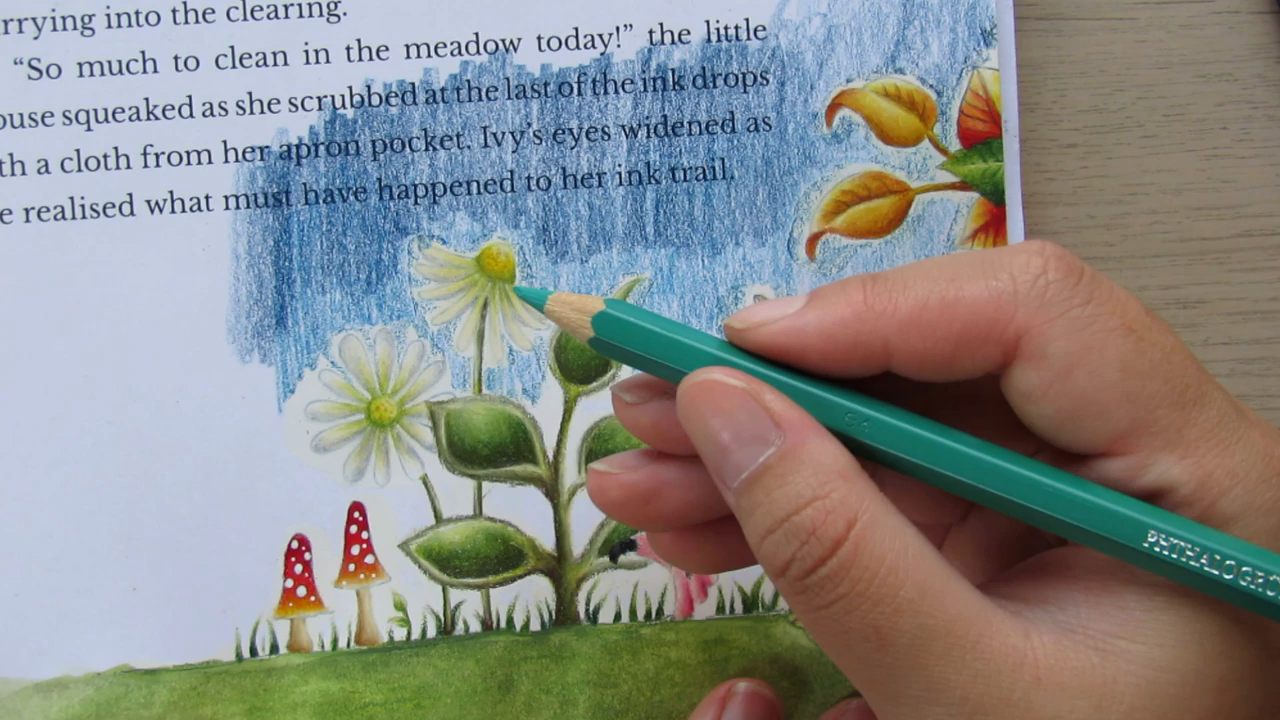 rrying into the clearing.
“So much to clean in the meadow today!” the little
ouse squeaked as she scrubbed at the last of the ink drops
th a cloth from her apron pocket. Ivy’s eyes widened as
e realised what must have happened to her ink trail.
PHTHALOGRÜ